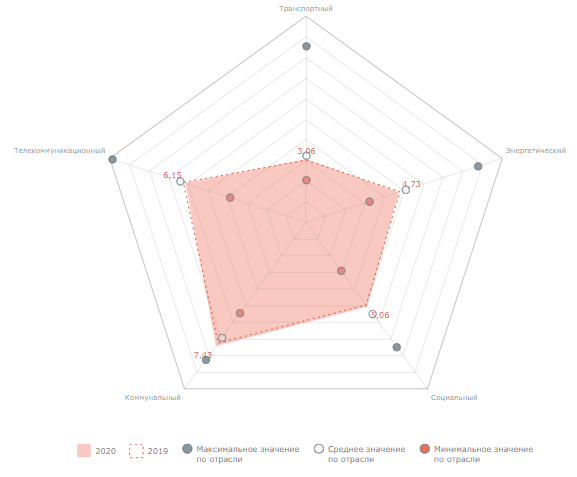 Транспортный
3,06
Телекоммуникационный
Энергетический
6,15
4,73
5,06
7,43
Коммунальный
Социальный
2020
2019
Максимальное значение
по отрасли
Среднее значение
по отрасли
Минимальное значение
по отрасли